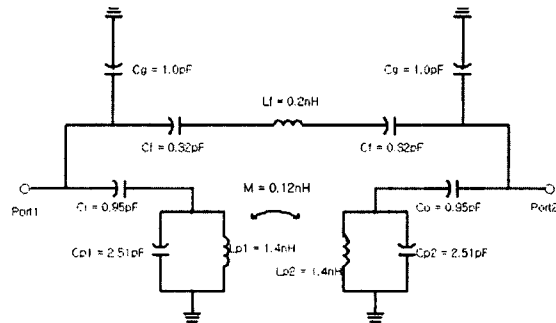 Cg = 1.0pF
Cg = 1.0pF
Lf = 0.2nH
Cf = 0.32pF
Cf = 0.32pF
M = 0.12nH
Port1
Ci = 0.95pF
Co = 0.95pF
Port2
Cp1 = 2.51pF
Lp1 = 1.4nH
Cp2 = 2.51pF
Lp2 = 1.4nH